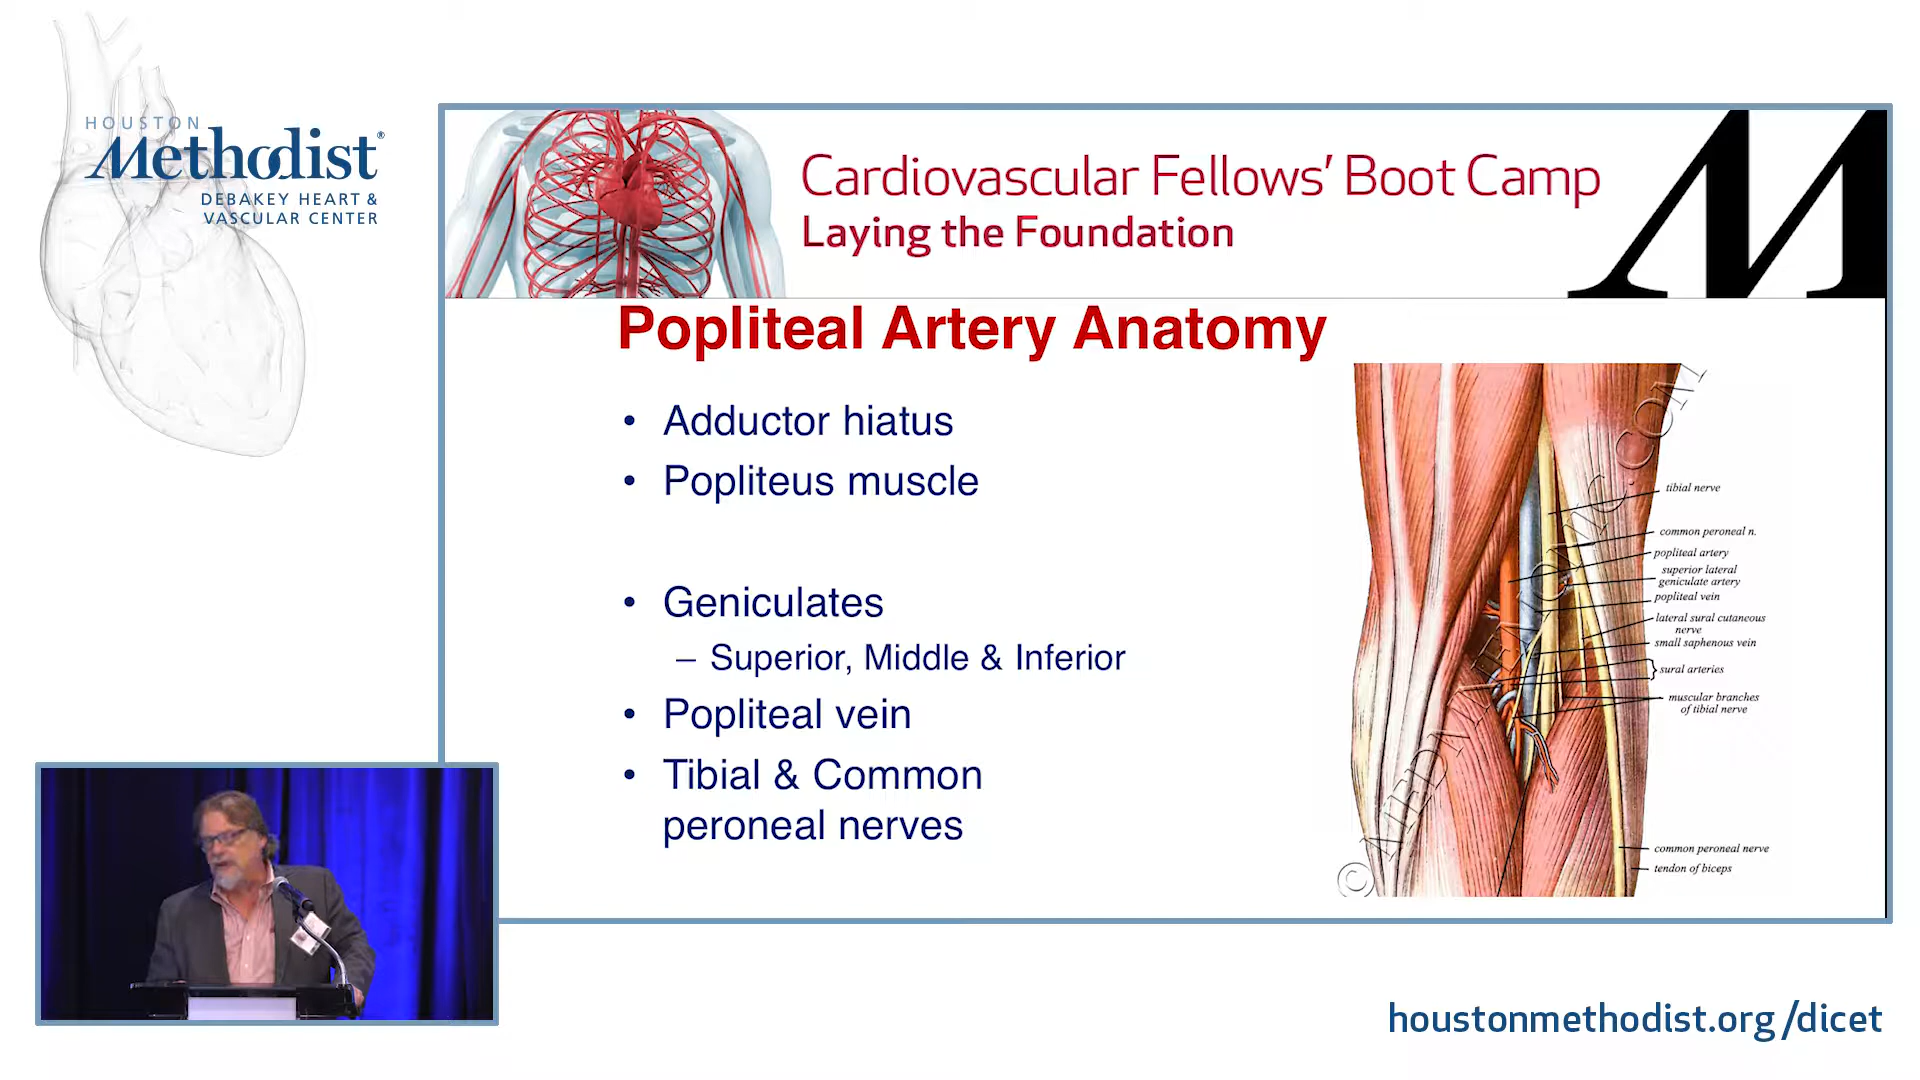 HOUSTON
Methodist®
DEBAKEY HEART &
VASCULAR CENTER
Cardiovascular Fellows’ Boot Camp
Laying the Foundation
M
Popliteal Artery Anatomy
• Adductor hiatus
• Popliteus muscle
• Geniculates
– Superior, Middle & Inferior
• Popliteal vein
• Tibial & Common
peroneal nerves
tibial nerve
common peroneal n.
popliteal artery
superior lateral
geniculate artery
popliteal vein
lateral sural cutaneous
nerve
small saphenous vein
sural arteries
muscular branches
of tibial nerve
common peroneal nerve
tendon of biceps
houstonmethodist.org/dicet